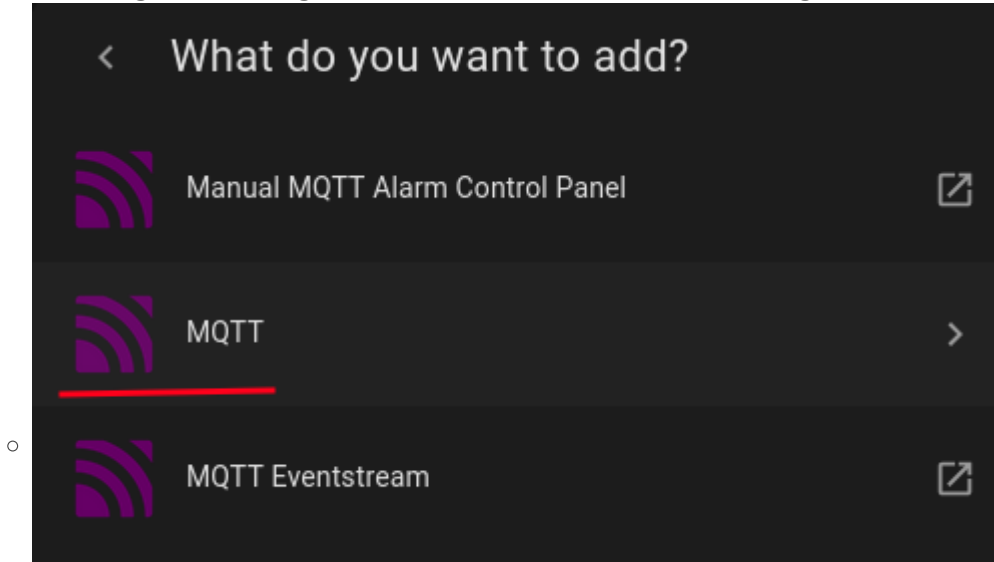 What do you want to add?
Manual MQTT Alarm Control Panel
MQTT
MQTT Eventstream